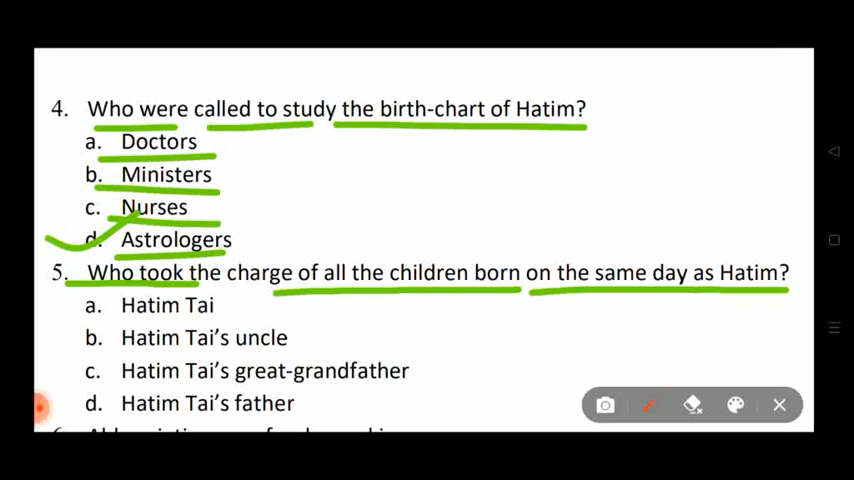 4. Who were called to study the birth-chart of Hatim?
a. Doctors
b. Ministers
c. Nurses
d. Astrologers
5. Who took the charge of all the children born on the same day as Hatim?
a. Hatim Tai
b. Hatim Tai's uncle
c. Hatim Tai's great-grandfather
d. Hatim Tai's father